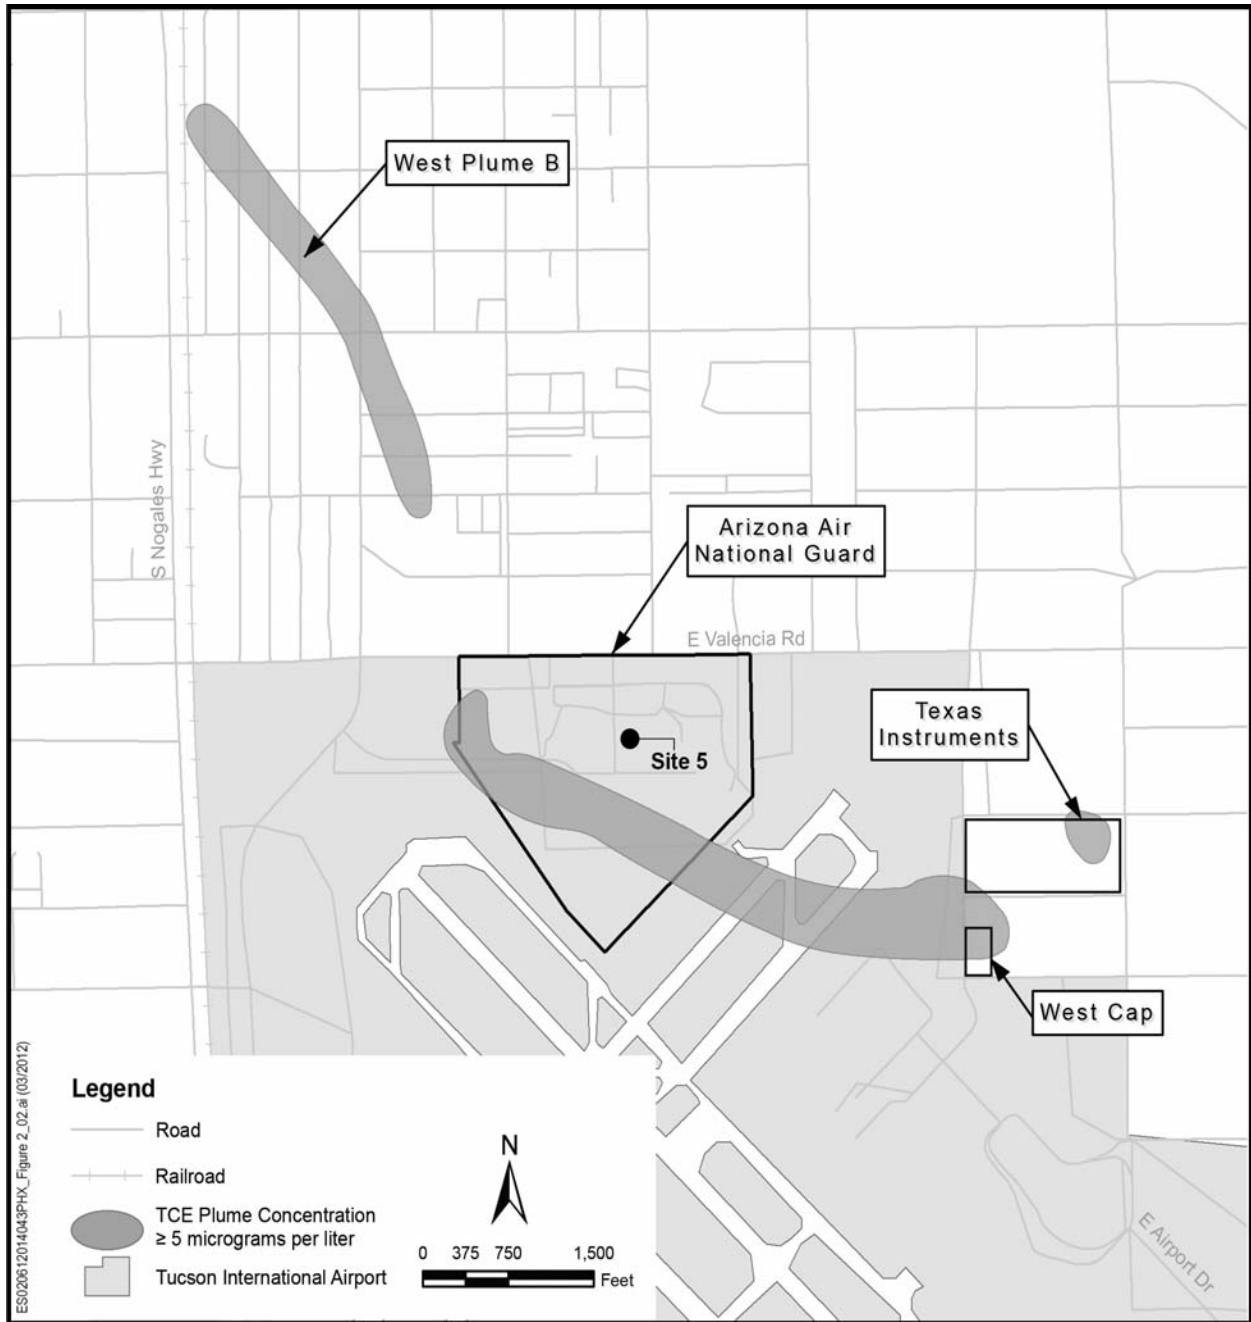 West Plume B
S Nogales Hwy
Arizona Air
National Guard
E Valencia Rd
Texas
Instruments
Site 5
West Cap
E Airport Dr
Legend
Road
Railroad
TCE Plume Concentration
≥ 5 micrograms per liter
Tucson International Airport
N
0 375 750 1,500
Feet
ES020612014043PHX_Figure 2_02.ai (03/2012)